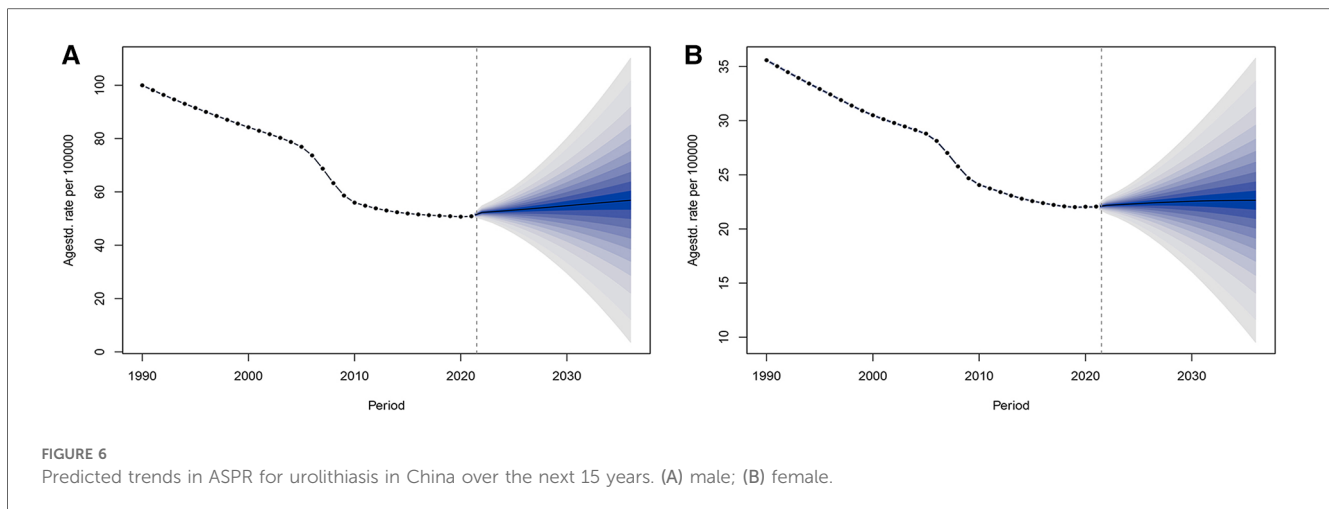 A
Agestd. rate per 100000
100
80
60
40
20
0
1990 2000 2010 2020 2030
Period
B
Agestd. rate per 100000
35
30
25
20
15
10
1990 2000 2010 2020 2030
Period
FIGURE 6
Predicted trends in ASPR for urolithiasis in China over the next 15 years. (A) male; (B) female.